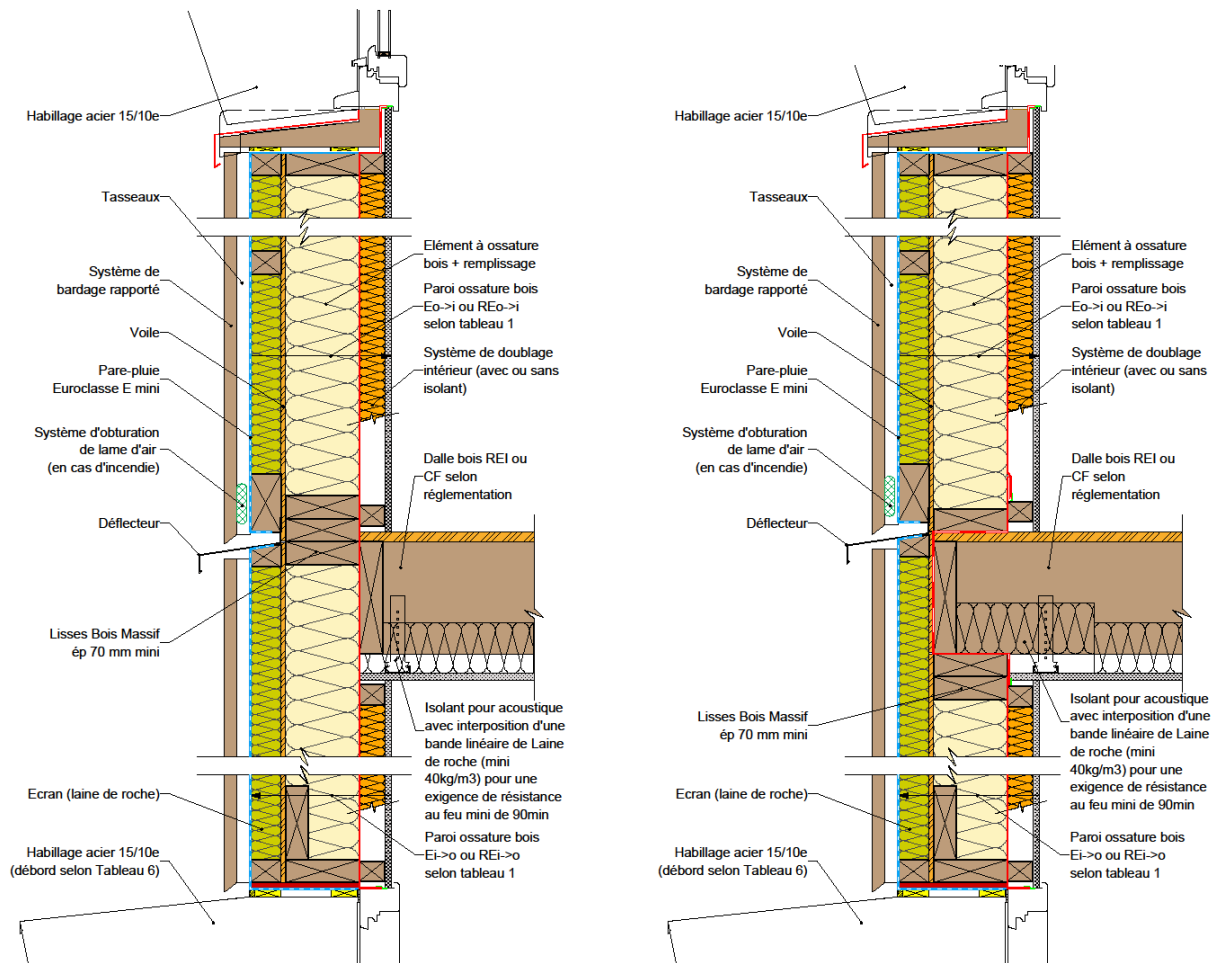 Habillage acier 15/10e
Tasseaux
Système de
bardage rapporté
Voile
Pare-pluie
Euroclasse E mini
Système d'obturation
de lame d'air
(en cas d'incendie)
Déflecteur
Lisses Bois Massif
ép 70 mm mini
Ecran (laine de roche)
Habillage acier 15/10e
(débord selon Tableau 6)
Elément à ossature
bois + remplissage
Paroi ossature bois
Eo->i ou REo->i
selon tableau 1
Système de doublage
intérieur (avec ou sans
isolant)
Dalle bois REI ou
CF selon
réglementation
Isolant pour acoustique
avec interposition d'une
bande linéaire de Laine
de roche (mini
40kg/m3) pour une
exigence de résistance
au feu mini de 90min
Paroi ossature bois
Ei->o ou REi->o
selon tableau 1
Habillage acier 15/10e
Tasseaux
Système de
bardage rapporté
Voile
Pare-pluie
Euroclasse E mini
Système d'obturation
de lame d'air
(en cas d'incendie)
Déflecteur
Lisses Bois Massif
ép 70 mm mini
Ecran (laine de roche)
Habillage acier 15/10e
(débord selon Tableau 6)
Elément à ossature
bois + remplissage
Paroi ossature bois
Eo->i ou REo->i
selon tableau 1
Système de doublage
intérieur (avec ou sans
isolant)
Dalle bois REI ou
CF selon
réglementation
Isolant pour acoustique
avec interposition d'une
bande linéaire de Laine
de roche (mini
40kg/m3) pour une
exigence de résistance
au feu mini de 90min
Paroi ossature bois
Ei->o ou REi->o
selon tableau 1